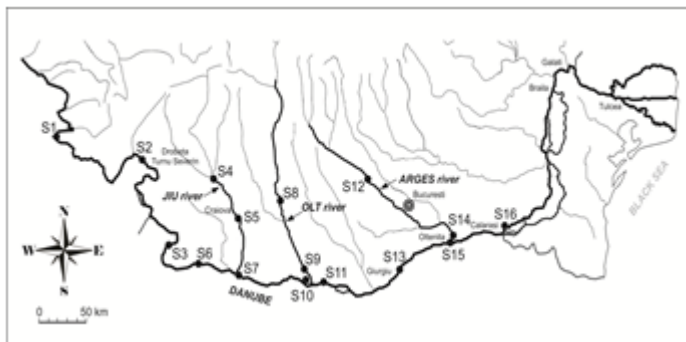 Galati
Braila
Tulcea
S1
S2
Drobeta
Turnu Severin
S4
S12
ARGES river
JIU river
S8
Bucuresti
BLACK SEA
Craiova
S5
OLT river
S14
S16
Calarasi
Oltenita
S15
N
W
E
S
S3
S6
S7
S9
S10
S11
Giurgiu
S13
DANUBE
0
50 km